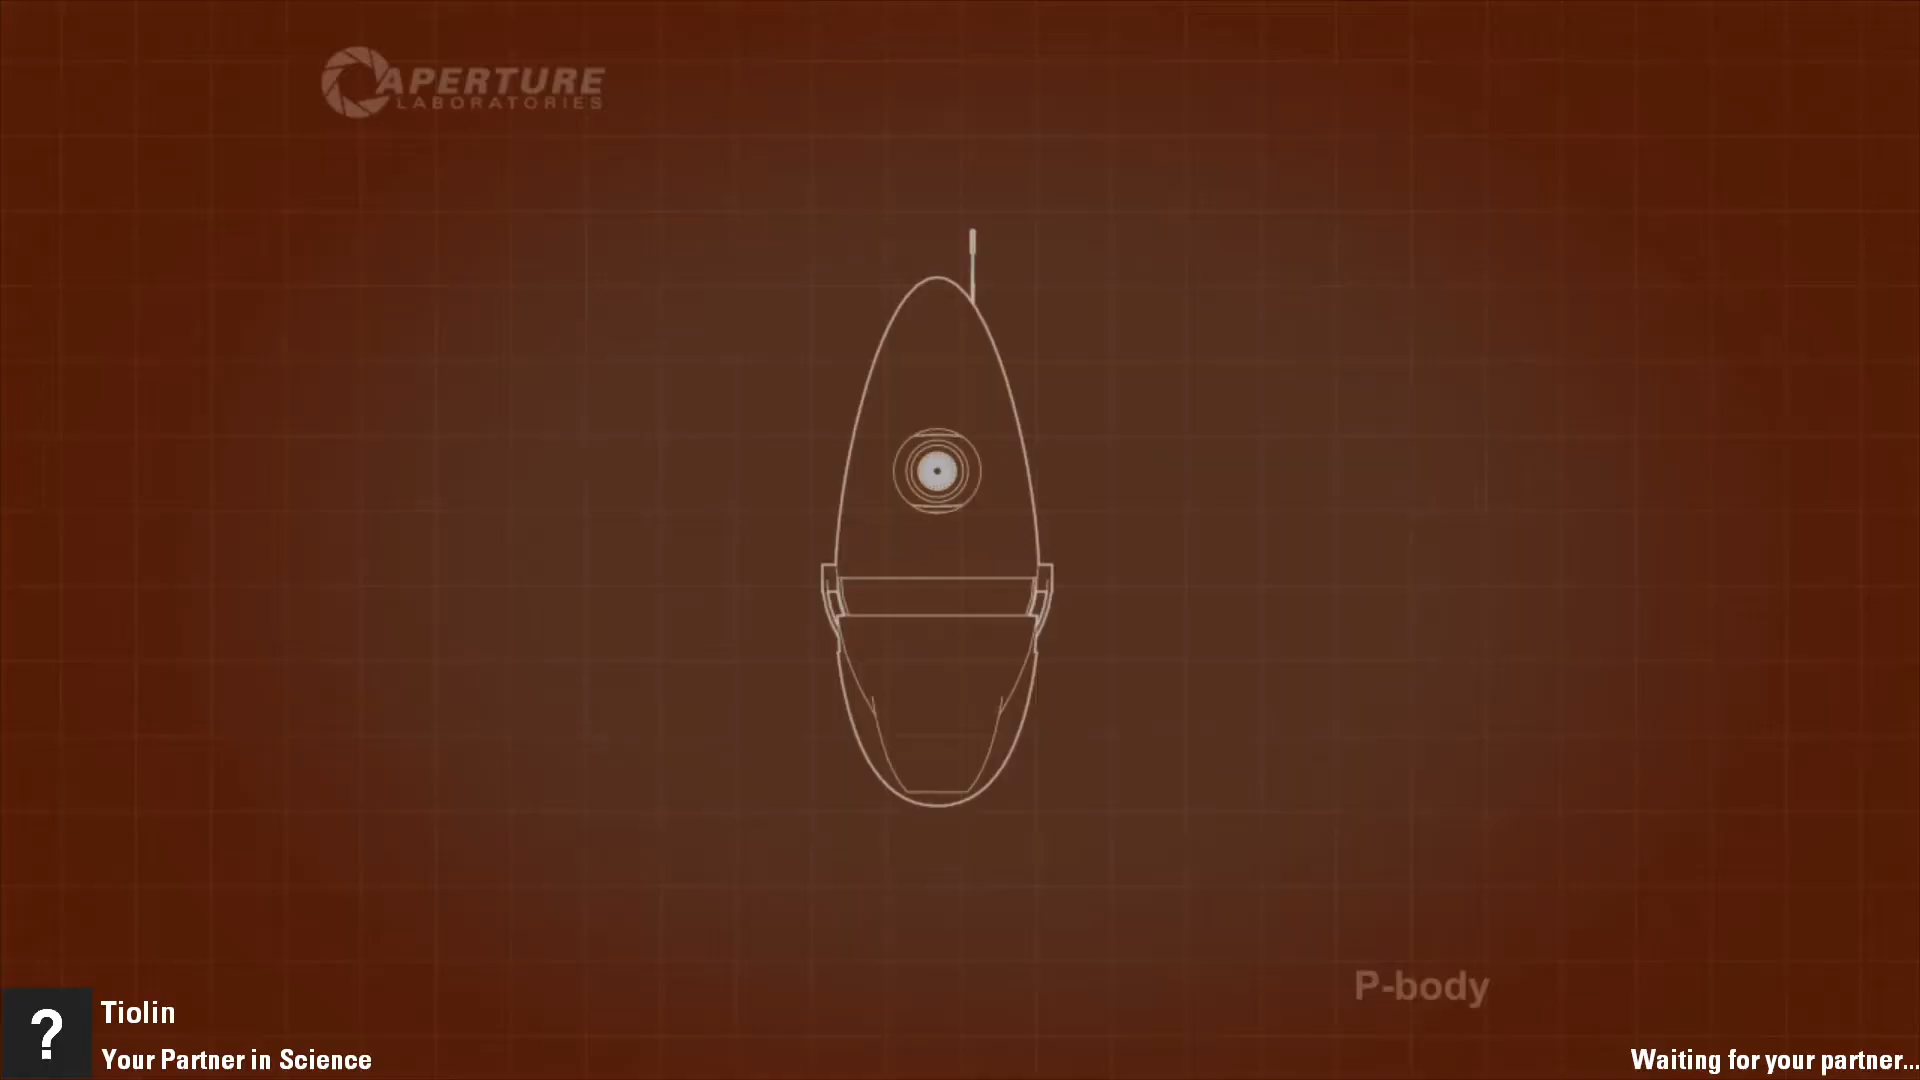 APERTURE
LABORATORIES
P-body
?
Tiolin
Your Partner in Science
Waiting for your partner...